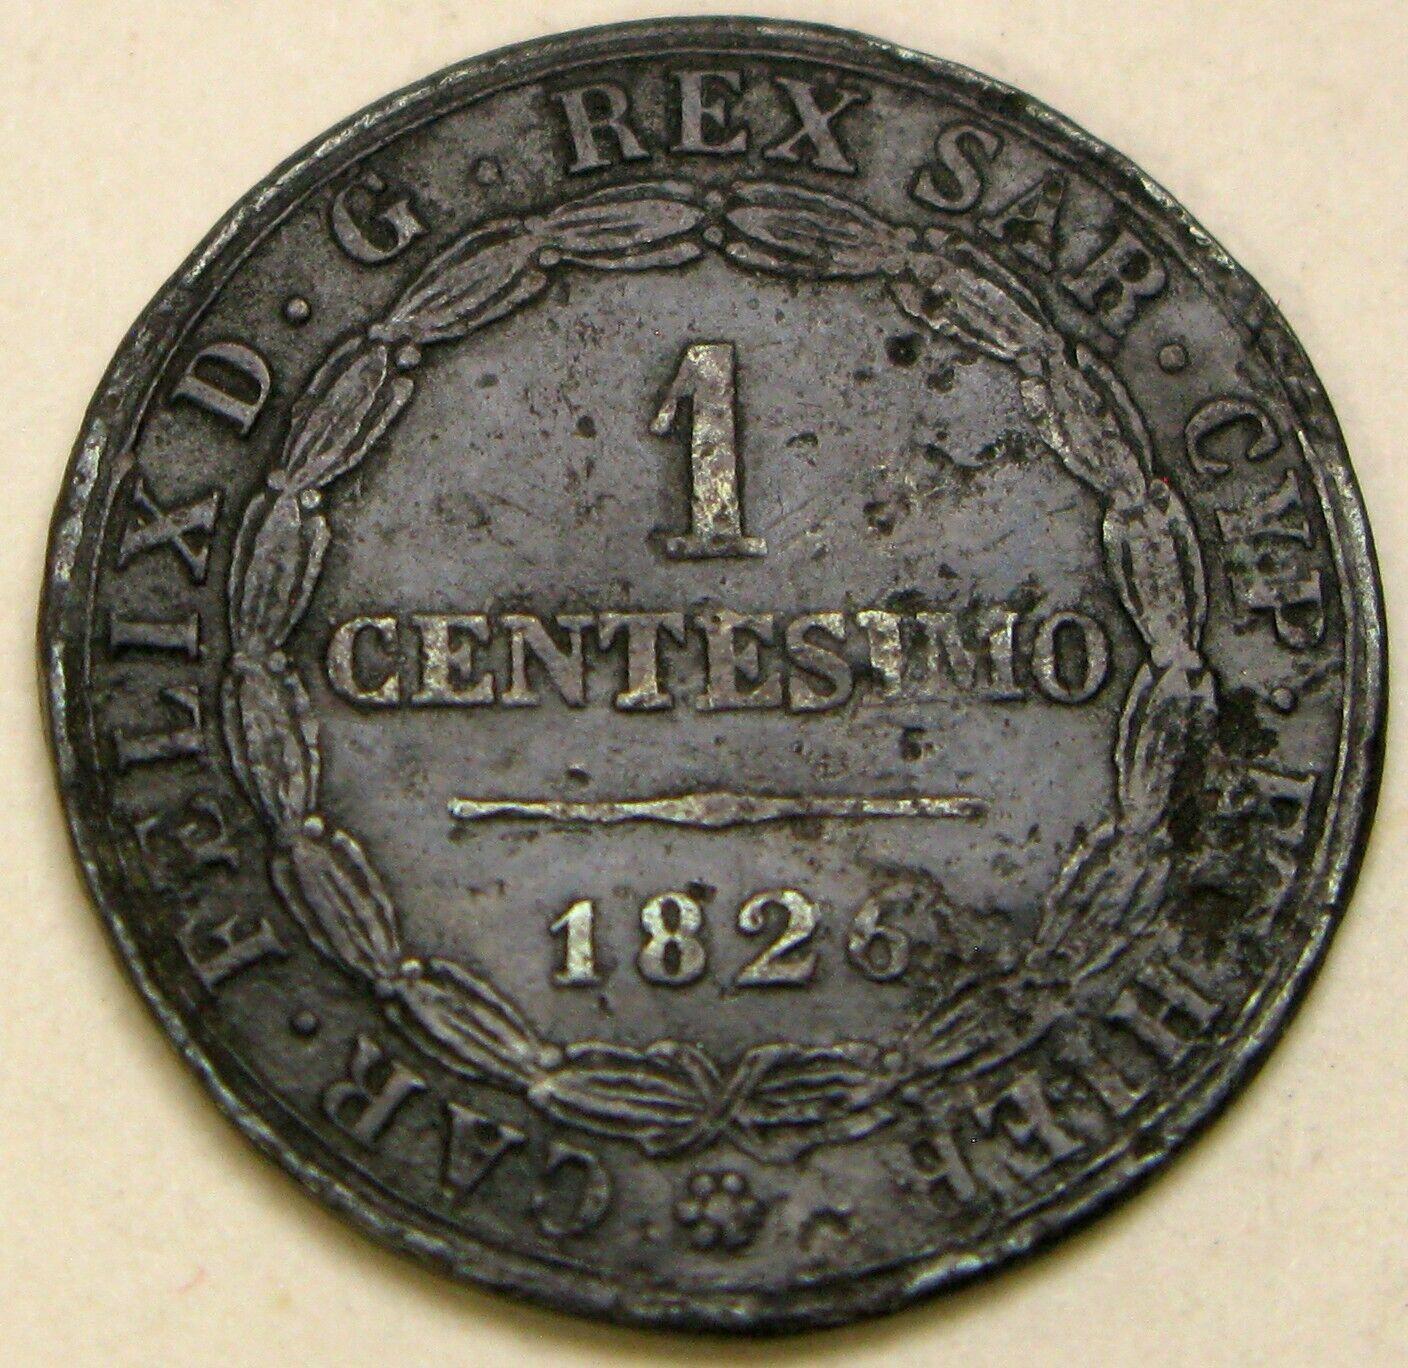 CAR · FELIX D · G · REX SAR · CYP · ET HIER
1
CENTESIMO
1826